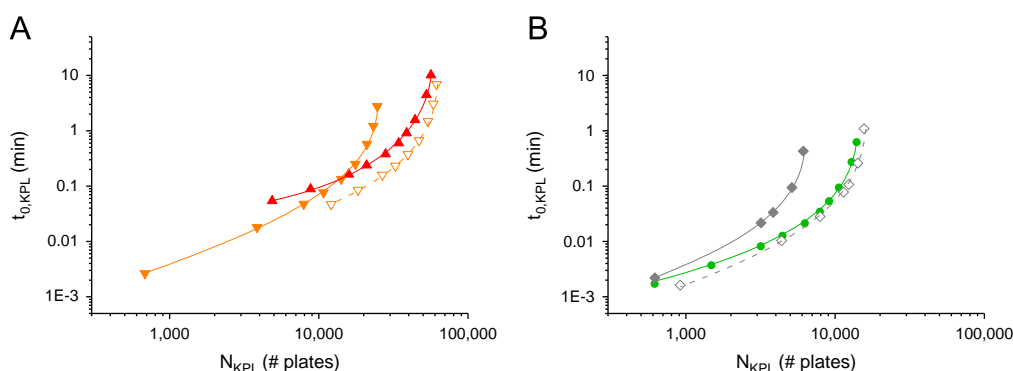 A
t0,KPL (min)
10
1
0.1
0.01
1E-3
1,000
10,000
100,000
NKPL (# plates)
B
t0,KPL (min)
10
1
0.1
0.01
1E-3
1,000
10,000
100,000
NKPL (# plates)